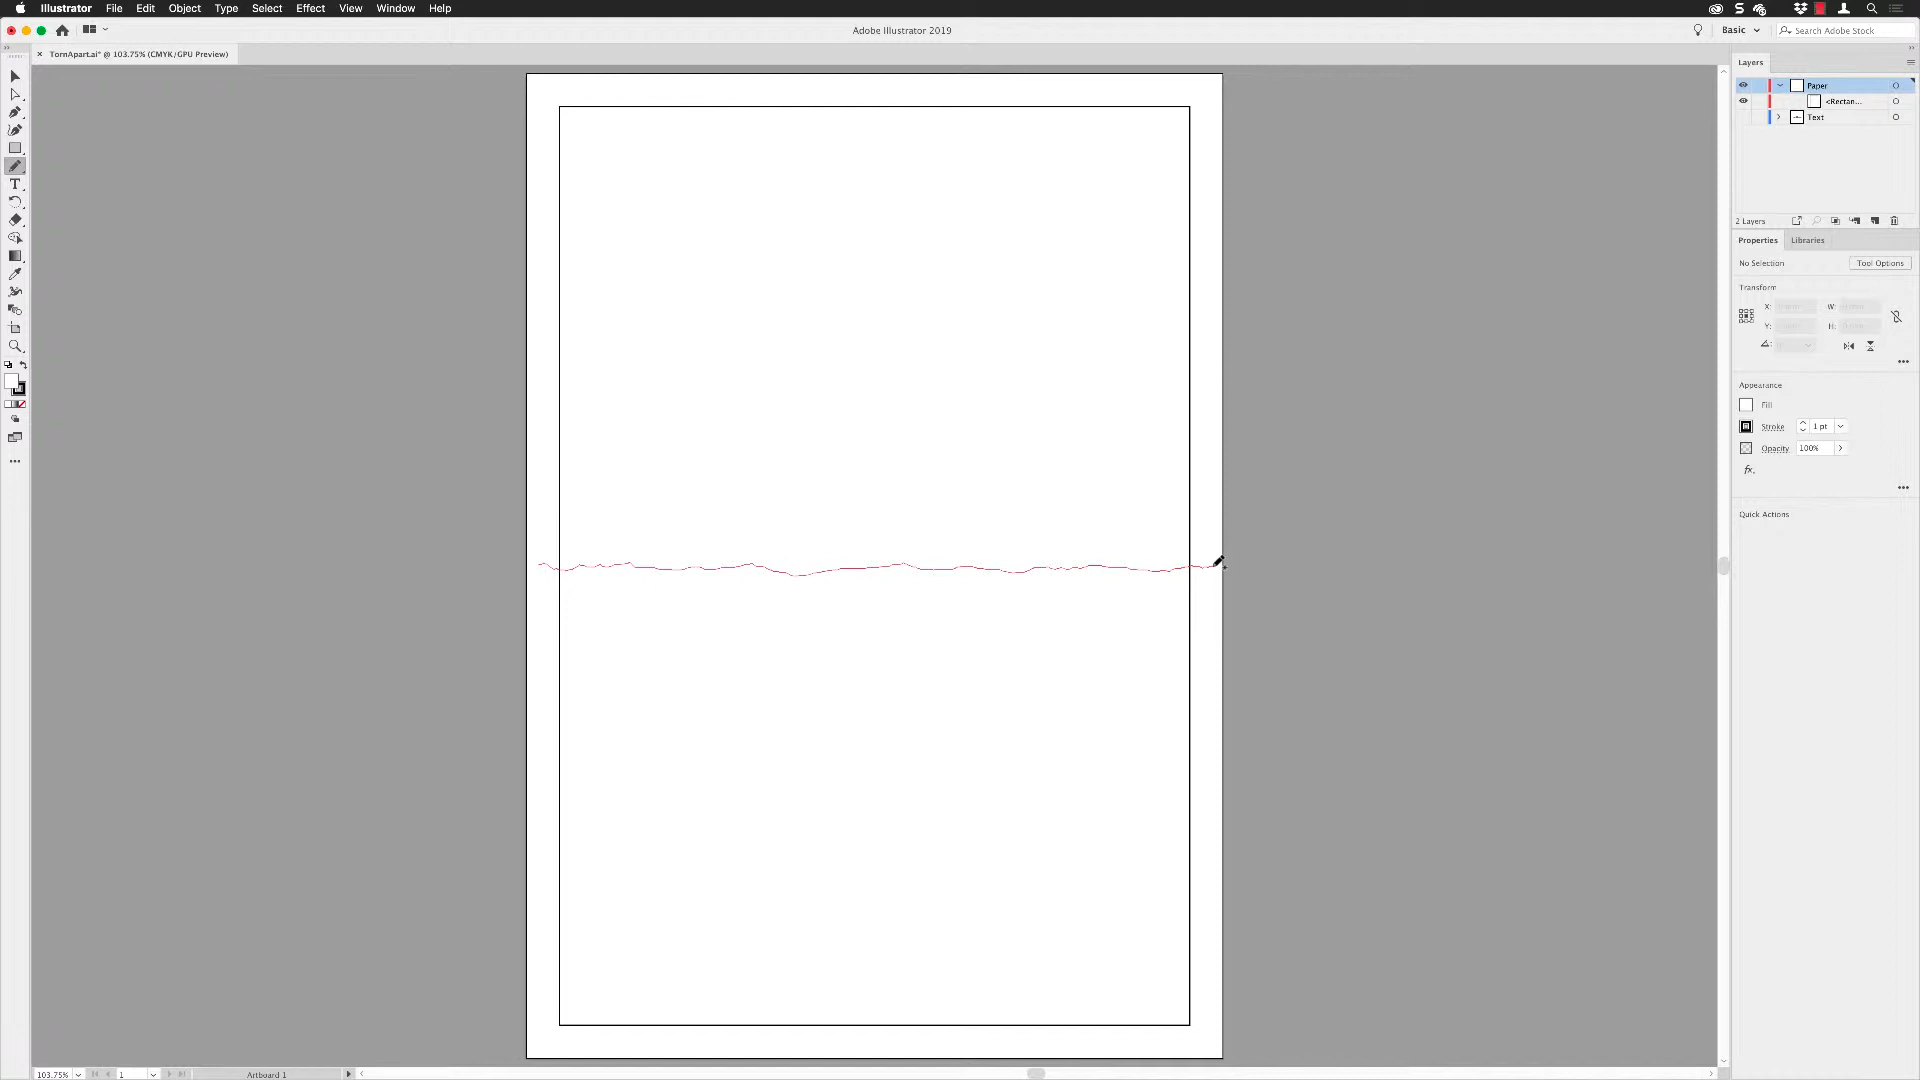 Illustrator File Edit Object Type Select Effect View Window Help
Adobe Illustrator 2019
Basic
Search Adobe Stock
× TornApart.ai* @ 103.75% (CMYK/GPU Preview)
Layers
Paper
<Rectan...
Text
2 Layers
Properties Libraries
No Selection
Tool Options
Transform
X: W:
Y: H:
Appearance
Fill
Stroke 1 pt
Opacity 100%
fx.
Quick Actions
103.75% 1 Artboard 1